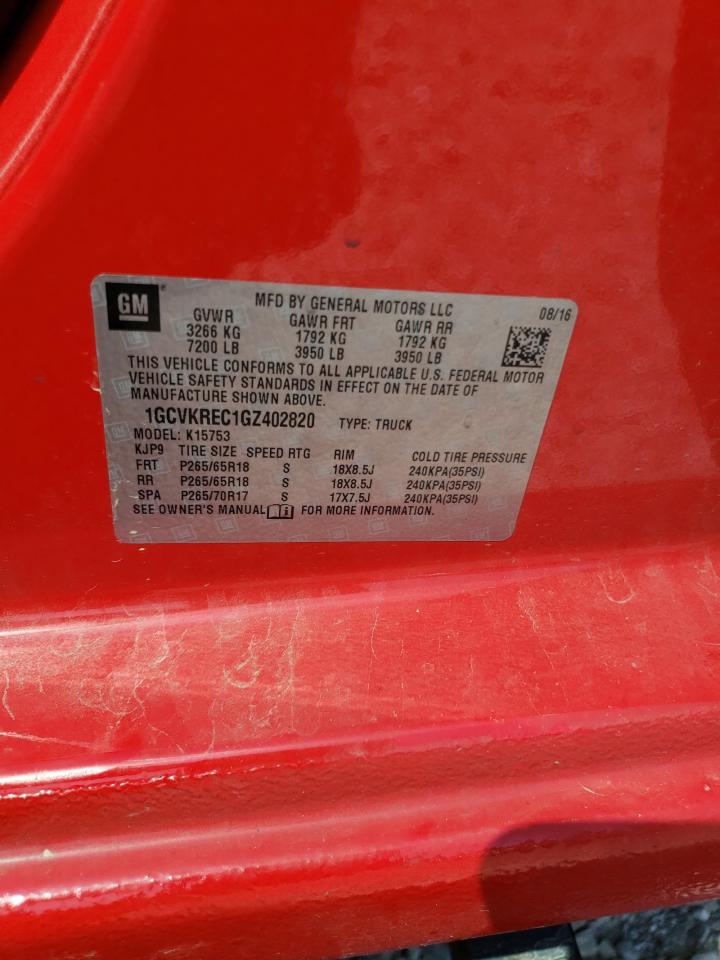 GM ®
MFD BY GENERAL MOTORS LLC 08/16
GVWR GAWR FRT GAWR RR
3266 KG 1792 KG 1792 KG
7200 LB 3950 LB 3950 LB
THIS VEHICLE CONFORMS TO ALL APPLICABLE U.S. FEDERAL MOTOR
VEHICLE SAFETY STANDARDS IN EFFECT ON THE DATE OF
MANUFACTURE SHOWN ABOVE.
1GCVKREC1GZ402820 TYPE: TRUCK
MODEL: K15753
KJP9 TIRE SIZE SPEED RTG RIM COLD TIRE PRESSURE
FRT P265/65R18 S 18X8.5J 240KPA(35PSI)
RR P265/65R18 S 18X8.5J 240KPA(35PSI)
SPA P265/70R17 S 17X7.5J 240KPA(35PSI)
SEE OWNER'S MANUAL i FOR MORE INFORMATION.